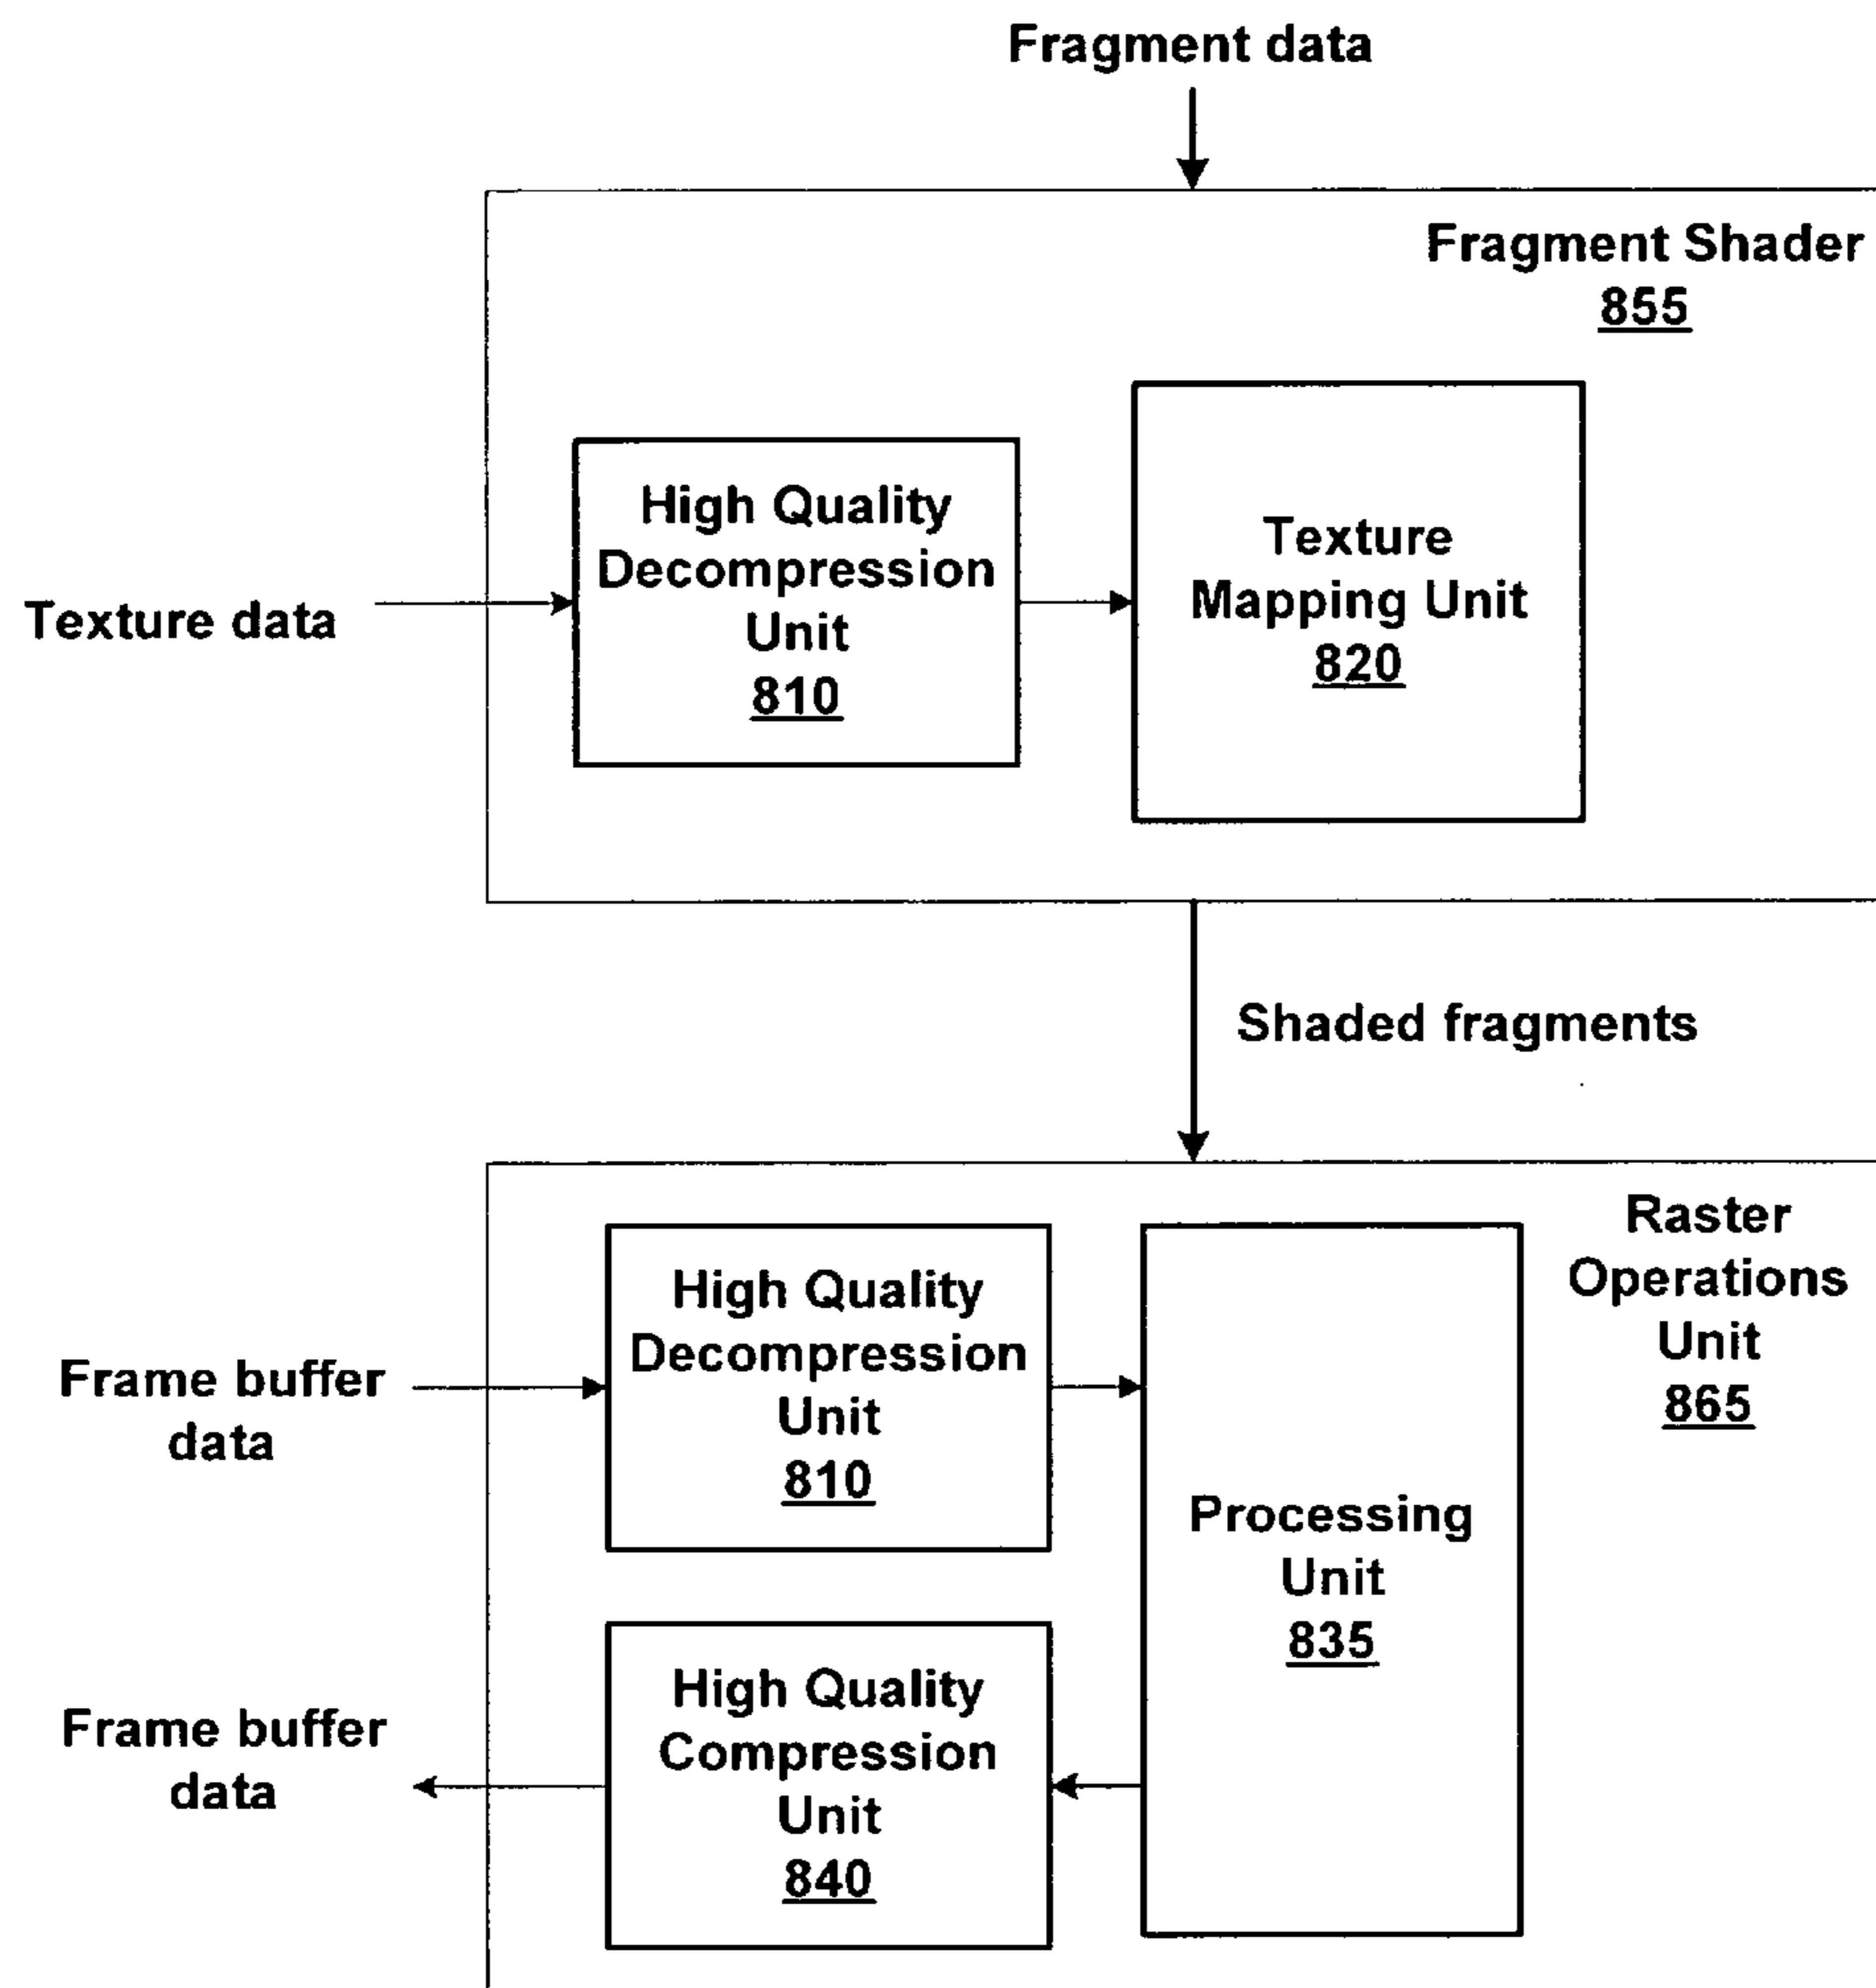 Fragment data
Fragment Shader
855
High Quality
Decompression
Unit
810
Texture
Mapping Unit
820
Texture data
Shaded fragments
Raster
Operations
Unit
865
High Quality
Decompression
Unit
810
Frame buffer
data
Processing
Unit
835
High Quality
Compression
Unit
840
Frame buffer
data